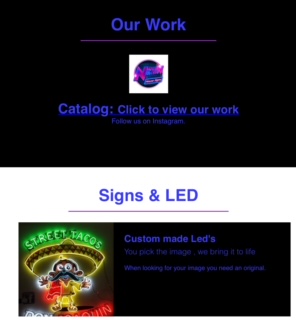 Our Work
Catalog: Click to view our work
Follow us on Instagram.
Signs & LED
STREET TACOS
Custom made Led's
You pick the image , we bring it to life
When looking for your image you need an original.